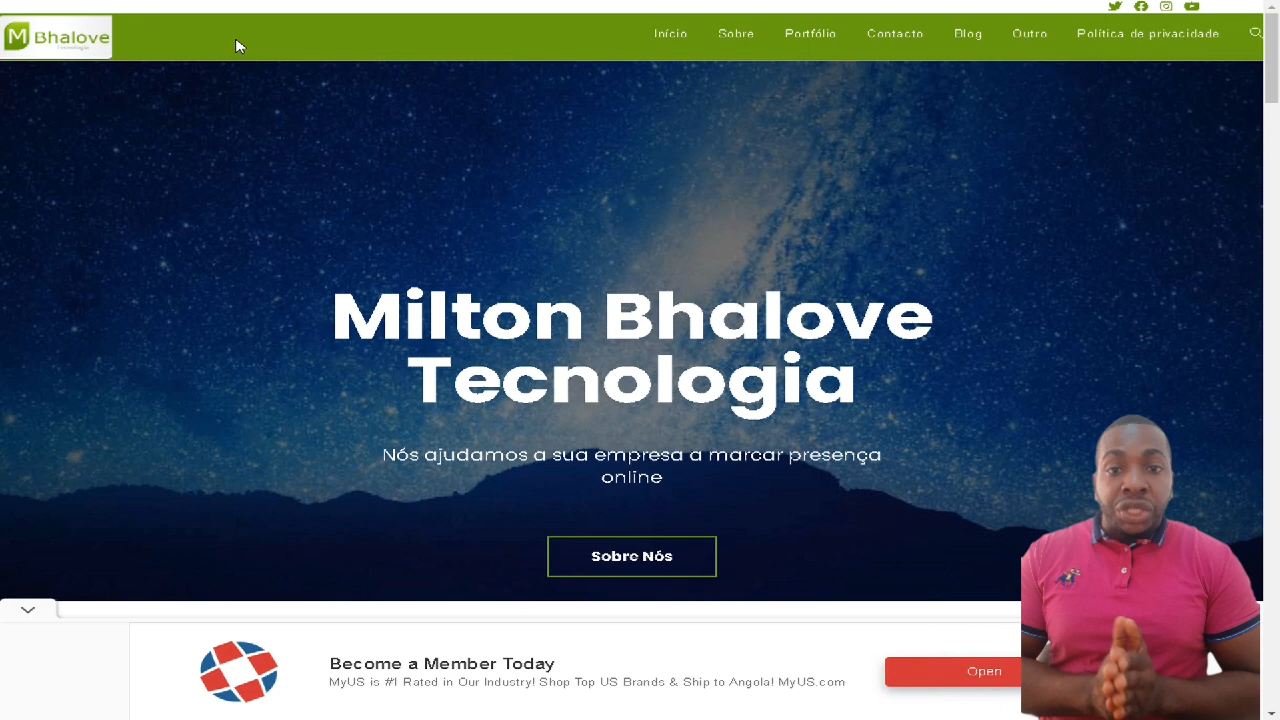 M Bhalove
Tecnologia
Início Sobre Portfólio Contacto Blog Outro Política de privacidade
Milton Bhalove
Tecnologia
Nós ajudamos a sua empresa a marcar presença
online
Sobre Nós
Become a Member Today
MyUS is #1 Rated in Our Industry! Shop Top US Brands & Ship to Angola! MyUS.com
Open